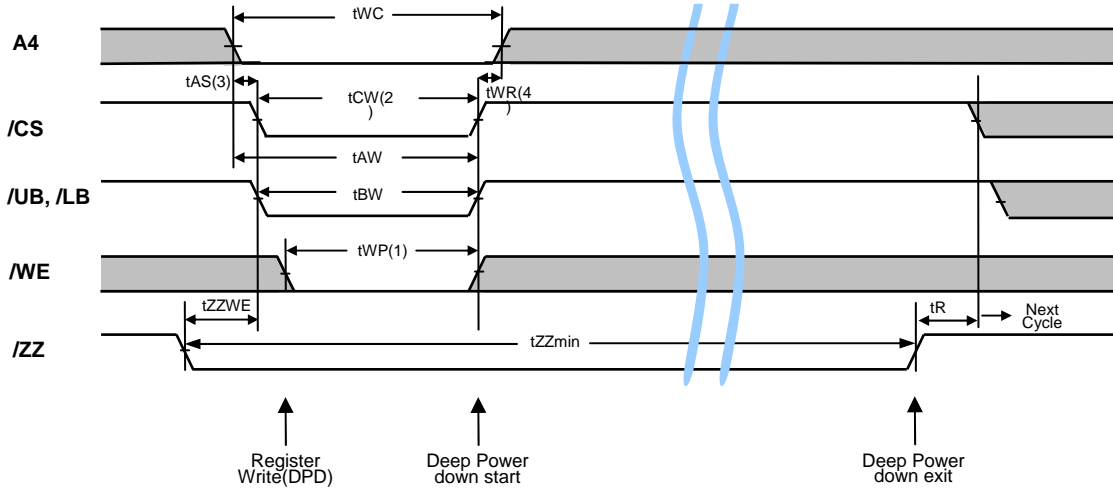 tWC
A4
tAS(3)
tCW(2
)
tWR(4
)
/CS
tAW
/UB, /LB
tBW
tWP(1)
/WE
tZZWE
tR
Next
Cycle
/ZZ
tZZmin
Register
Write(DPD)
Deep Power
down start
Deep Power
down exit